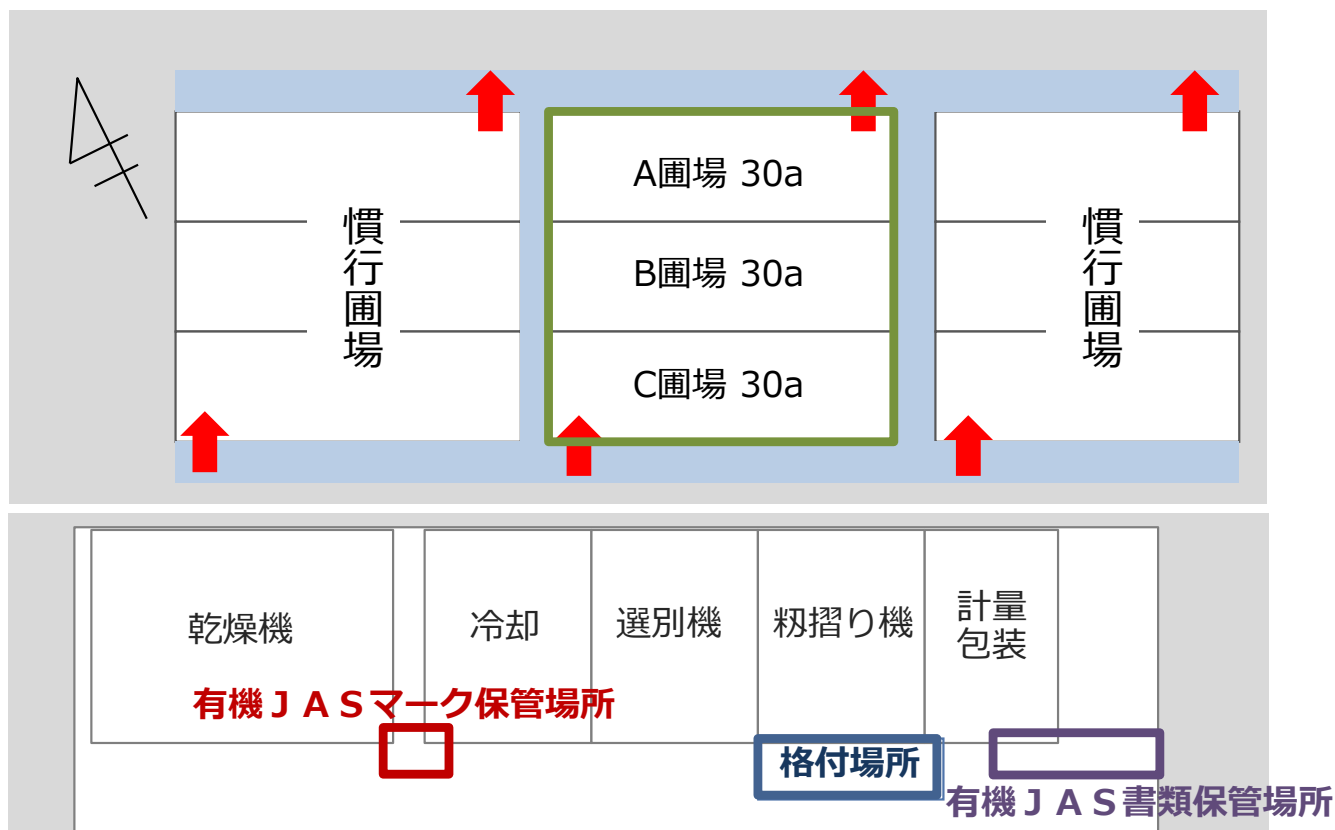 慣行圃場
A圃場 30a
B圃場 30a
C圃場 30a
慣行圃場
乾燥機
冷却
選別機
籾摺り機
計量
包装
有機ＪＡＳマーク保管場所
格付場所
有機ＪＡＳ書類保管場所